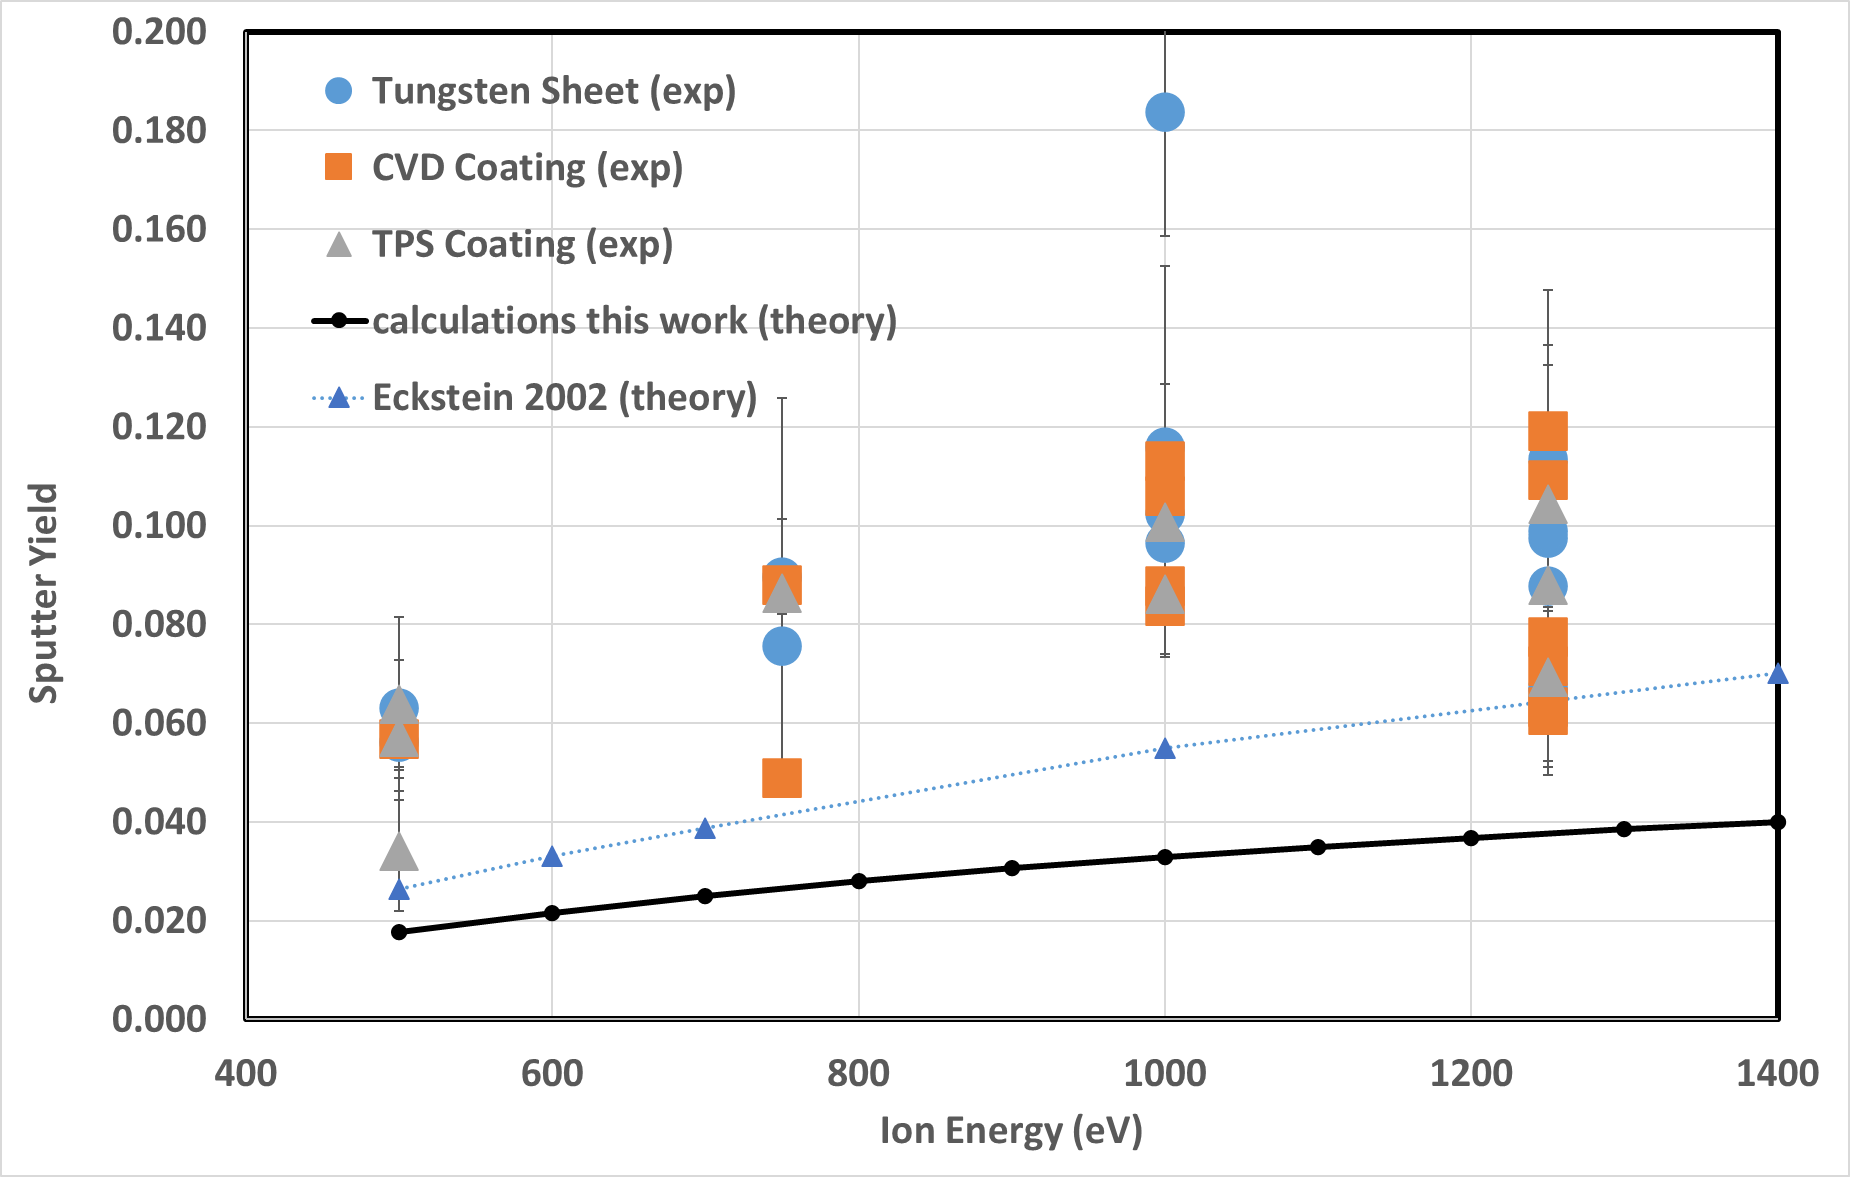 0.200
0.180
0.160
0.140
0.120
0.100
0.080
0.060
0.040
0.020
0.000
Sputter Yield
Tungsten Sheet (exp)
CVD Coating (exp)
TPS Coating (exp)
calculations this work (theory)
Eckstein 2002 (theory)
400 600 800 1000 1200 1400
Ion Energy (eV)